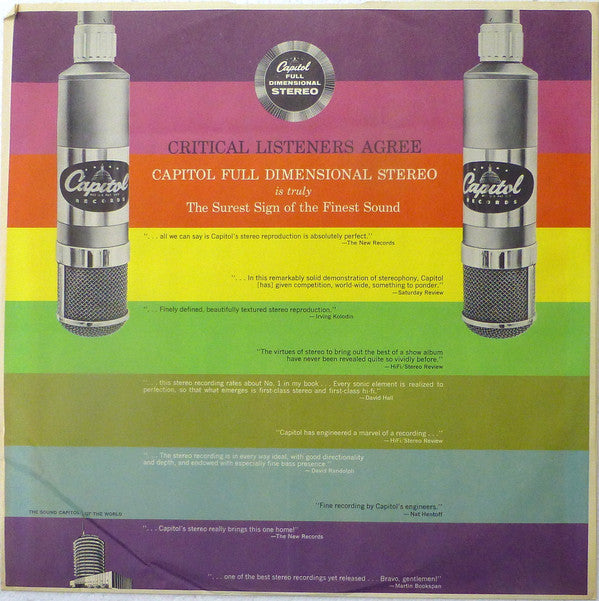 Capitol
FULL
DIMENSIONAL
STEREO
CRITICAL LISTENERS AGREE
CAPITOL FULL DIMENSIONAL STEREO
is truly
The Surest Sign of the Finest Sound
Capitol
RECORDS
Capitol
RECORDS
". . . all we can say is Capitol's stereo reproduction is absolutely perfect."
—The New Records
". . . In this remarkably solid demonstration of stereophony, Capitol
[has] given competition, world-wide, something to ponder."
—Saturday Review
". . . Finely defined, beautifully textured stereo reproduction."
— Irving Kolodin
"The virtues of stereo to bring out the best of a show album
have never been revealed quite so vividly before."
—HiFi/Stereo Review
". . . this stereo recording rates about No. 1 in my book . . . Every sonic element is realized to
perfection, so that what emerges is first-class stereo and first-class hi-fi."
—David Hall
"Capitol has engineered a marvel of a recording . . ."
—HiFi/Stereo Review
". . . The stereo recording is in every way ideal, with good directionality
and depth, and endowed with especially fine bass presence."
— David Randolph
"Fine recording by Capitol's engineers."
— Nat Hentoff
THE SOUND CAPITOL OF THE WORLD
". . . Capitol's stereo really brings this one home!"
—The New Records
". . . one of the best stereo recordings yet released . . . Bravo, gentlemen!"
— Martin Bookspan